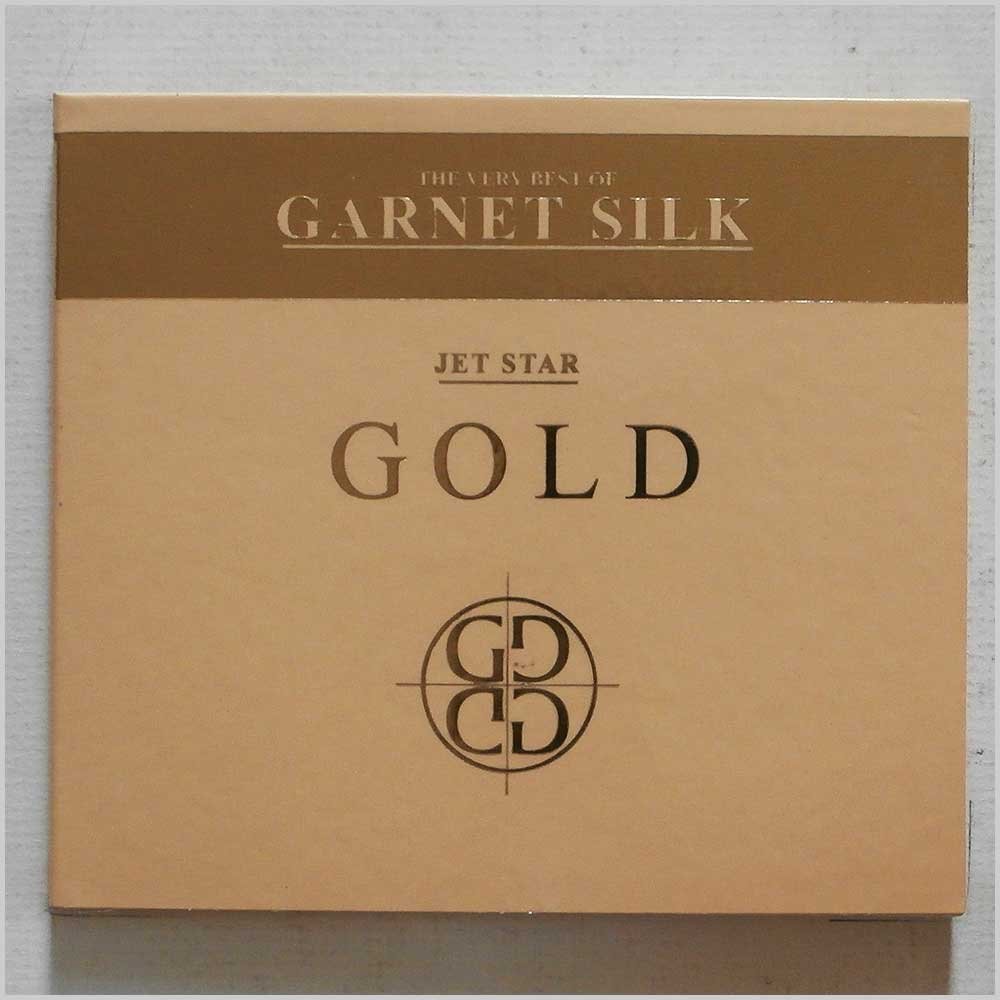 THE VERY BEST OF
GARNET SILK
JET STAR
GOLD